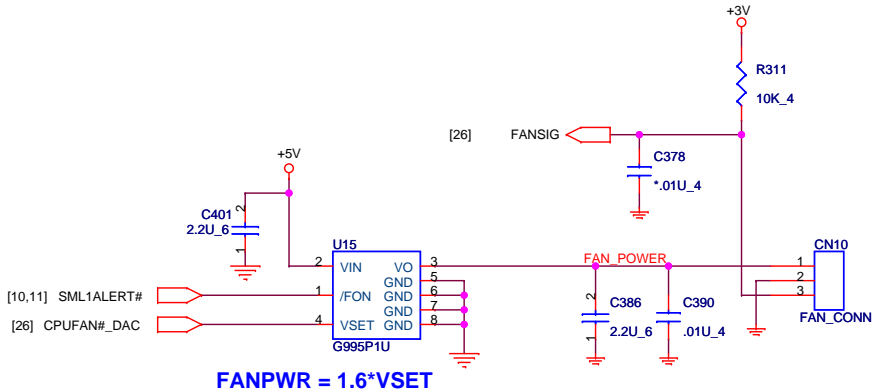 +3V
R311
10K_4
[26] FANSIG
C378
*.01U_4
+5V
C401
2.2U_6
2
1
U15
2 VIN VO 3
GND 5
1 /FON GND 6
GND 7
4 VSET GND 8
G995P1U
[10,11] SML1ALERT#
[26] CPUFAN#_DAC
FAN_POWER
C386
2.2U_6
2
1
C390
.01U_4
CN10
1
2
3
FAN_CONN
FANPWR = 1.6*VSET